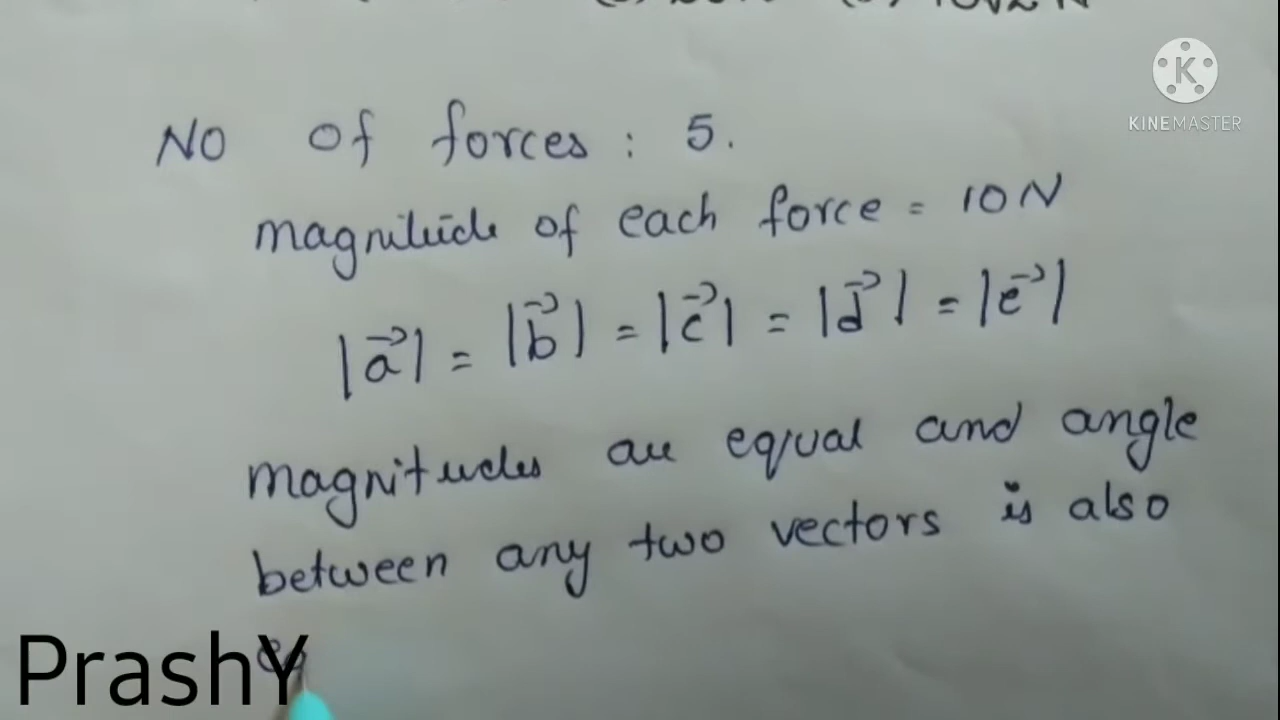 KINEMASTER
No of forces : 5.
magnitude of each force = 10 N
|a⃗| = |b⃗| = |c⃗| = |d⃗| = |e⃗|
magnitudes are equal and angle
between any two vectors is also
PrashY